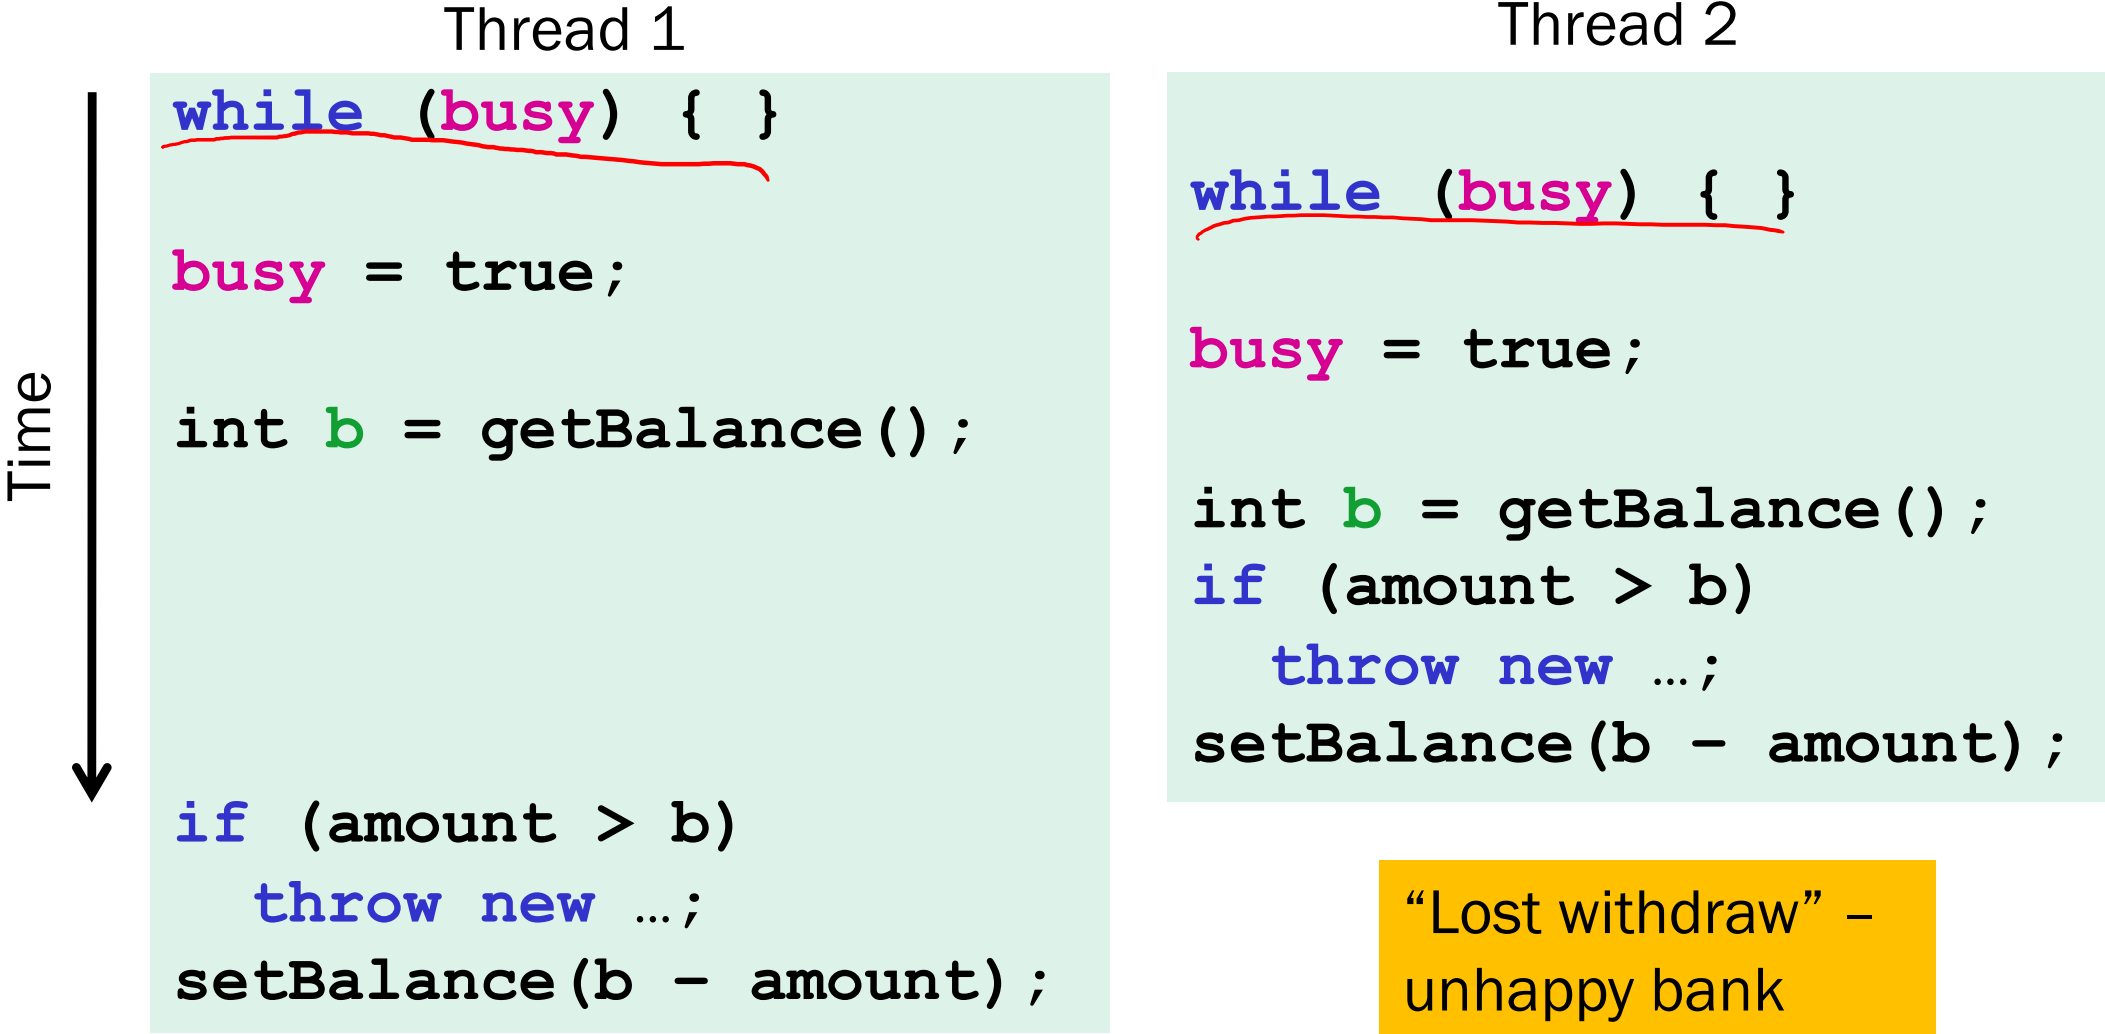 Thread 1
while (busy) { }
busy = true;
int b = getBalance();
if (amount > b)
throw new …;
setBalance(b – amount);
Thread 2
while (busy) { }
busy = true;
int b = getBalance();
if (amount > b)
throw new …;
setBalance(b – amount);
Time
“Lost withdraw” –
unhappy bank